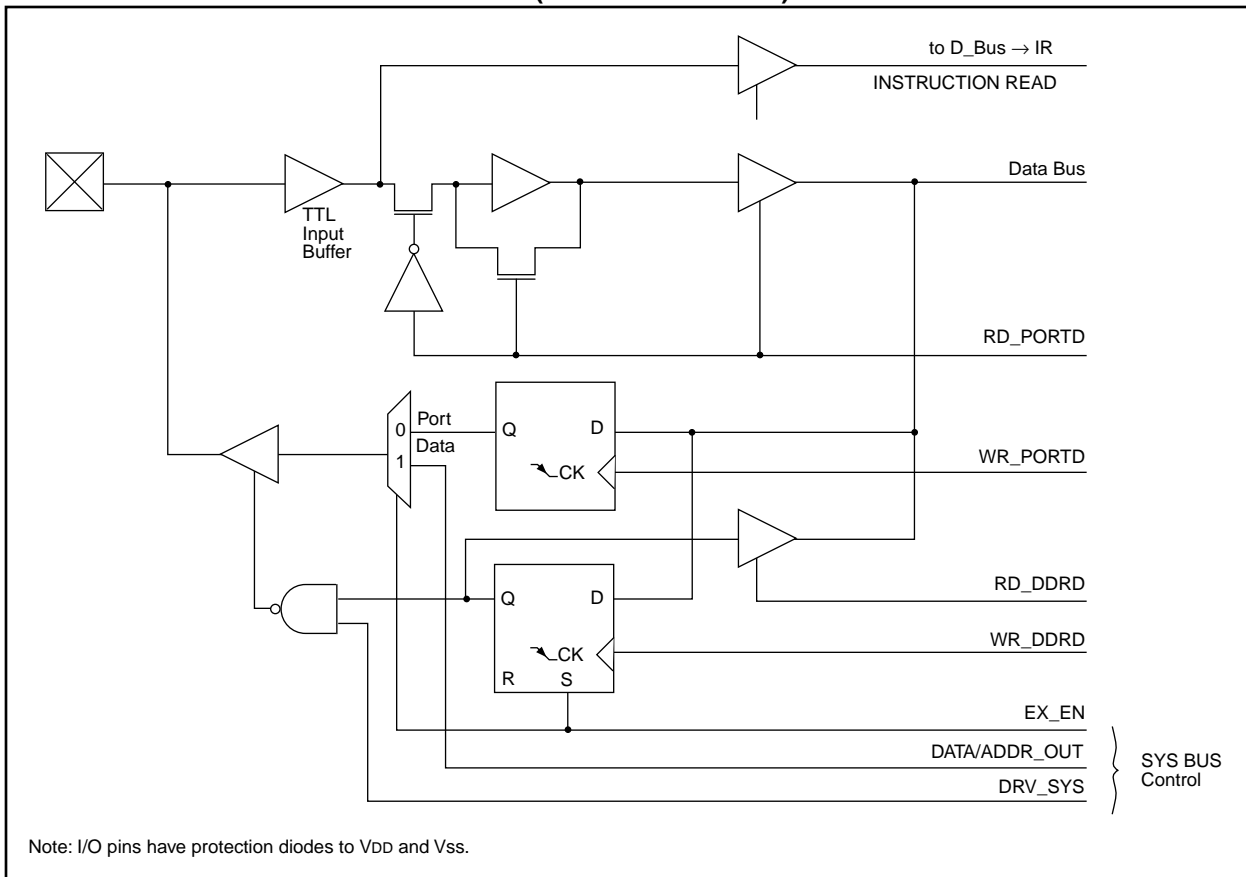 to D_Bus → IR
INSTRUCTION READ
Data Bus
TTL
Input
Buffer
RD_PORTD
0
Port
Q
D
Data
1
CK
WR_PORTD
Q
D
RD_DDRD
CK
WR_DDRD
R
S
EX_EN
DATA/ADDR_OUT
SYS BUS
Control
DRV_SYS
Note: I/O pins have protection diodes to VDD and Vss.